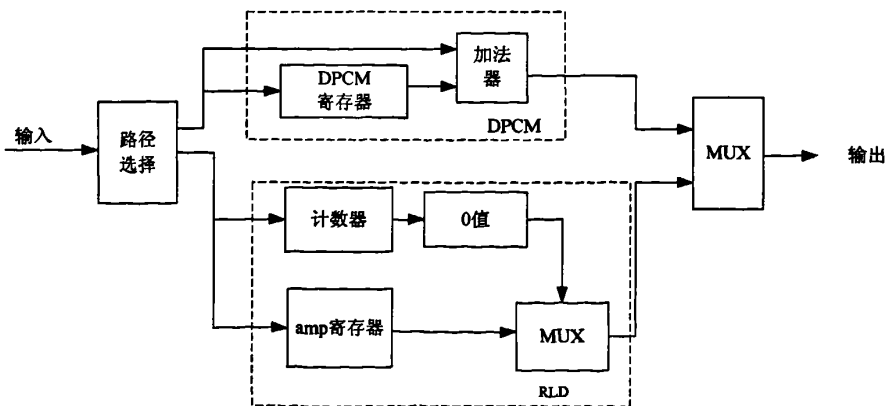 加法
器
DPCM
寄存器
DPCM
输入
路径
选择
MUX
输出
计数器
0值
amp寄存器
MUX
RLD